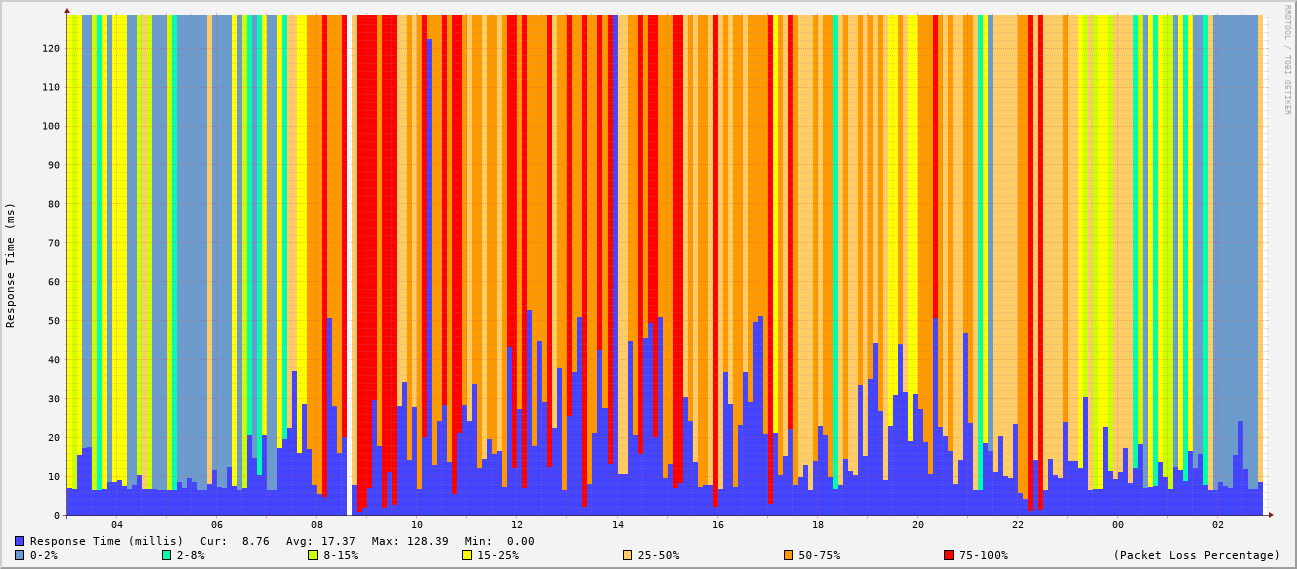 RRDTOOL / TOBI OETIKER
Response Time (ms)
120
110
100
90
80
70
60
50
40
30
20
10
0
04 06 08 10 12 14 16 18 20 22 00 02
Response Time (millis) Cur: 8.76 Avg: 17.37 Max: 128.39 Min: 0.00
0-2% 2-8% 8-15% 15-25% 25-50% 50-75% 75-100% (Packet Loss Percentage)